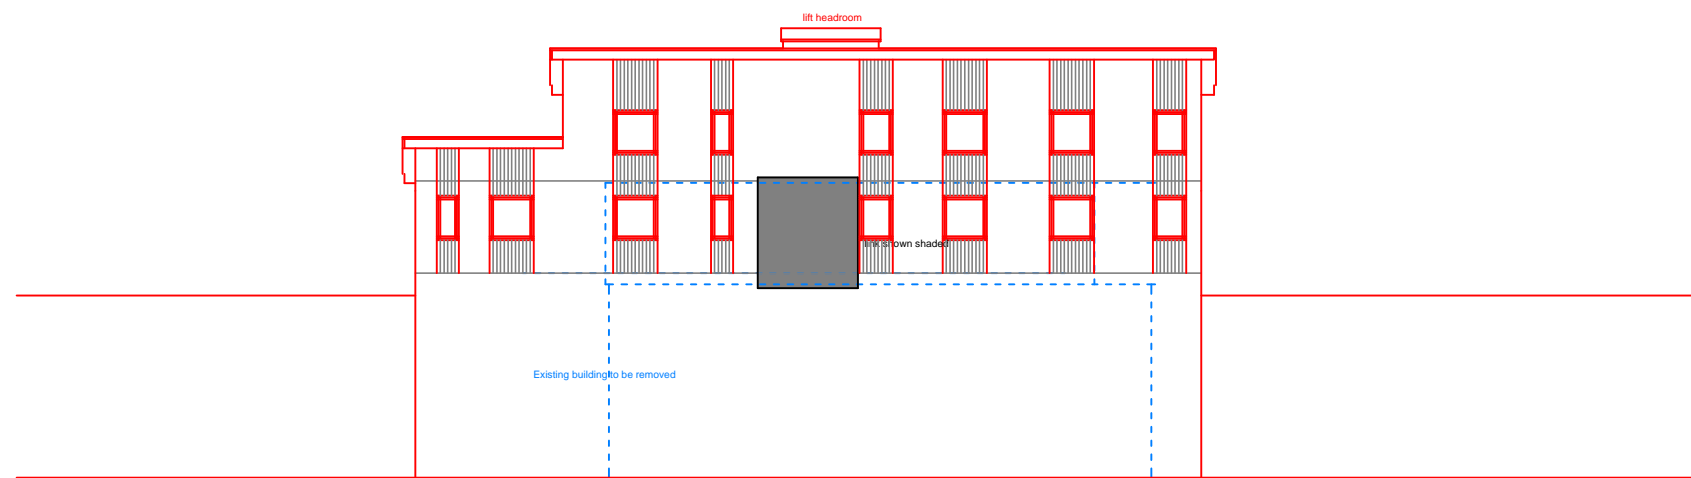 lift headroom
link shown shaded
Existing building to be removed